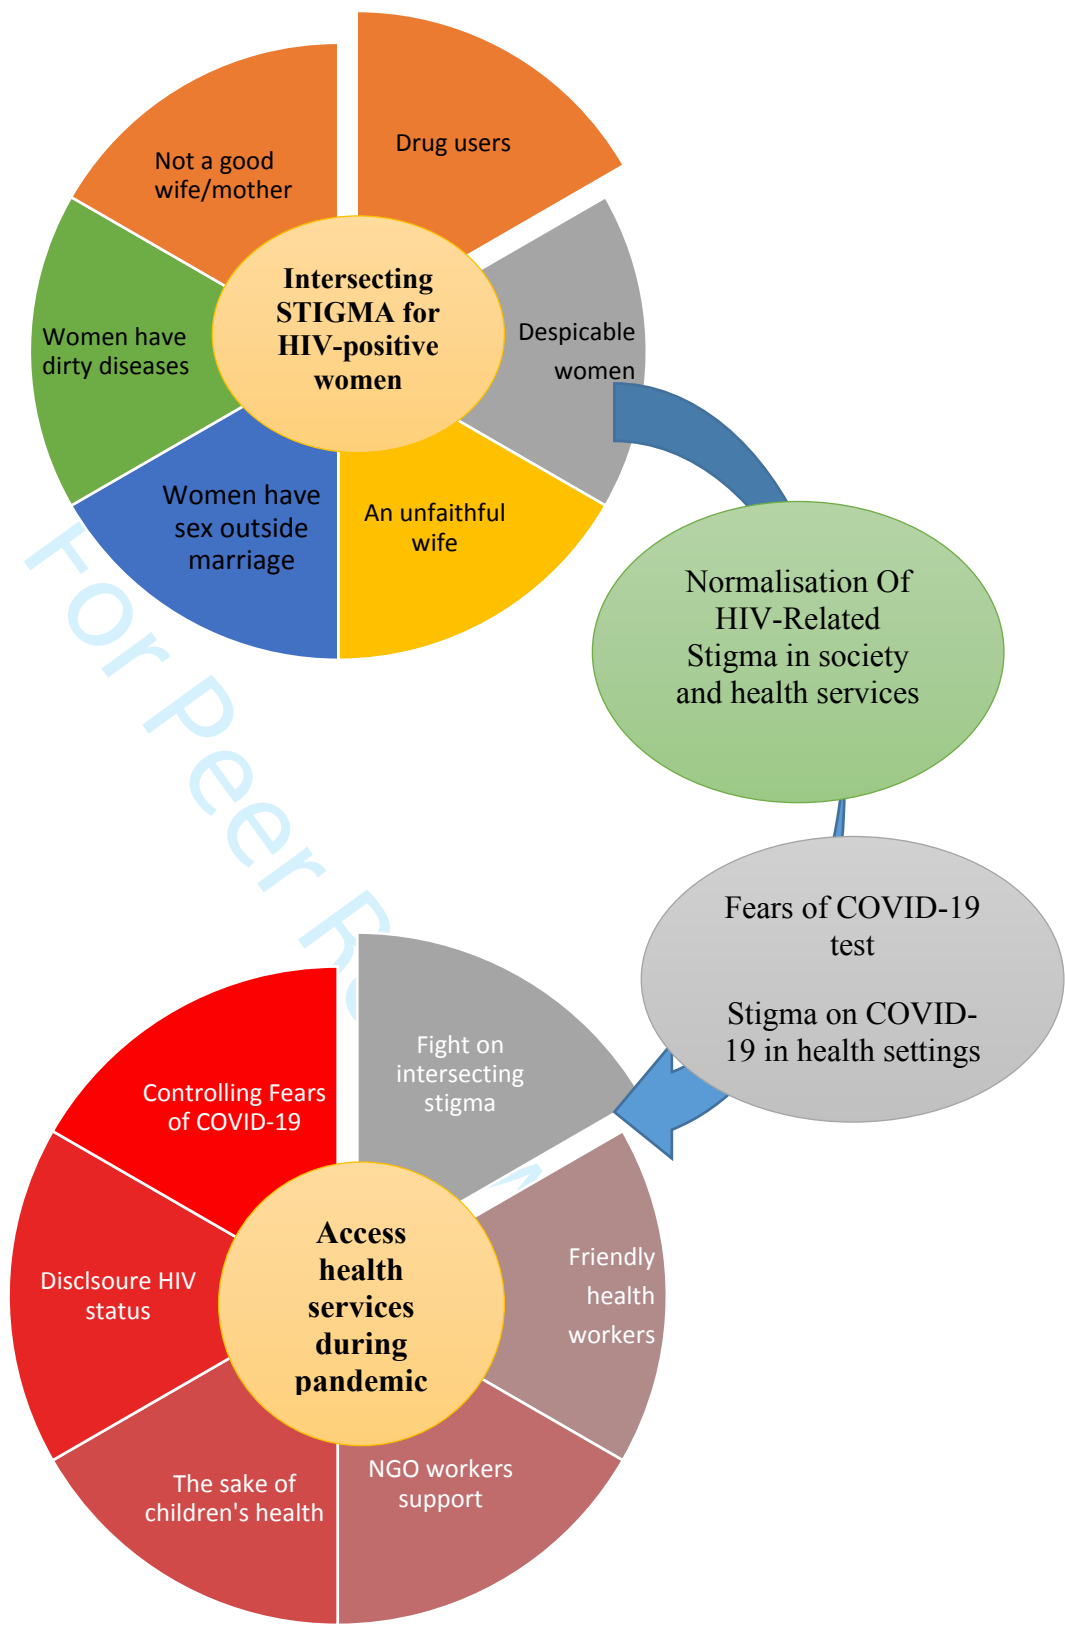 Drug users
Not a good
wife/mother
Intersecting
STIGMA for
HIV-positive
women
Despicable
women
Women have
dirty diseases
Women have
sex outside
marriage
An unfaithful
wife
Normalisation Of
HIV-Related
Stigma in society
and health services
For Peer Re
w
Fears of COVID-19
test
Stigma on COVID-
19 in health settings
Fight on
intersecting
stigma
Controlling Fears
of COVID-19
Access
health
services
during
pandemic
Friendly
health
workers
Disclsoure HIV
status
NGO workers
support
The sake of
children's health